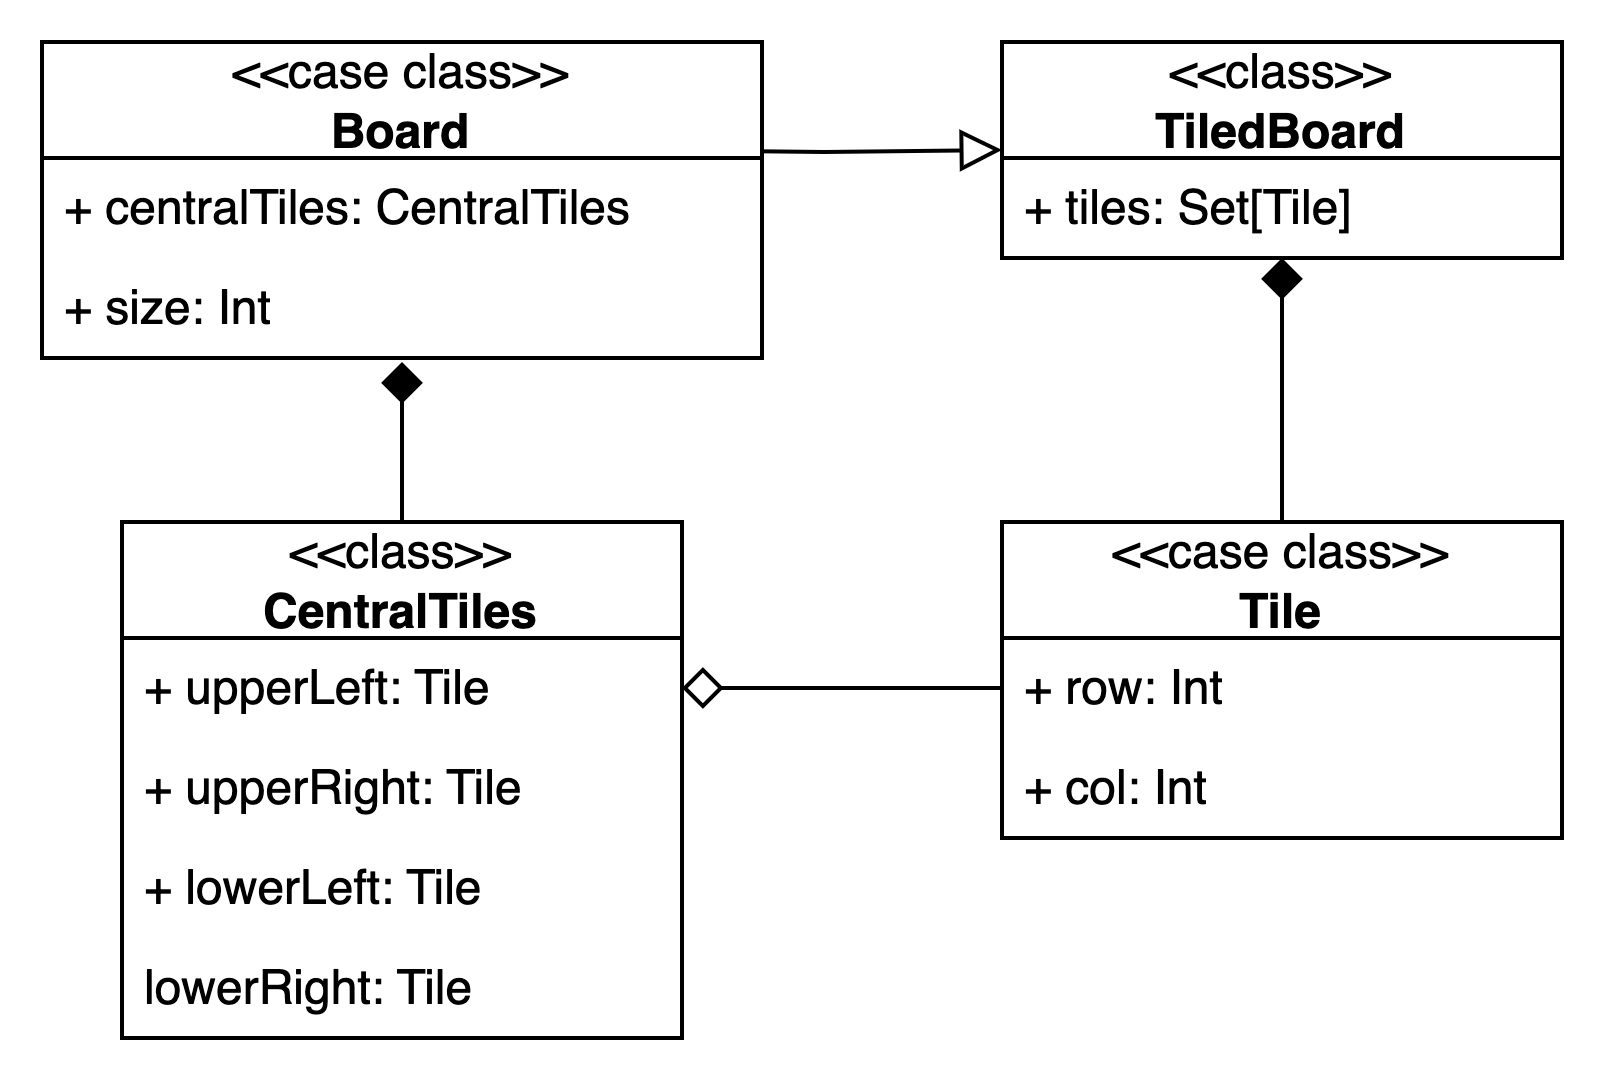 <<case class>>
Board
+ centralTiles: CentralTiles
+ size: Int
<<class>>
TiledBoard
+ tiles: Set[Tile]
<<class>>
CentralTiles
+ upperLeft: Tile
+ upperRight: Tile
+ lowerLeft: Tile
lowerRight: Tile
<<case class>>
Tile
+ row: Int
+ col: Int